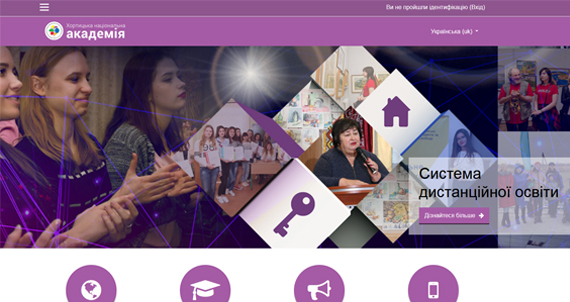 Ви не пройшли ідентифікацію (Вхід)
Хортицька національна
академія
Українська (uk)
Система
дистанційної освіти
Дізнайтеся більше